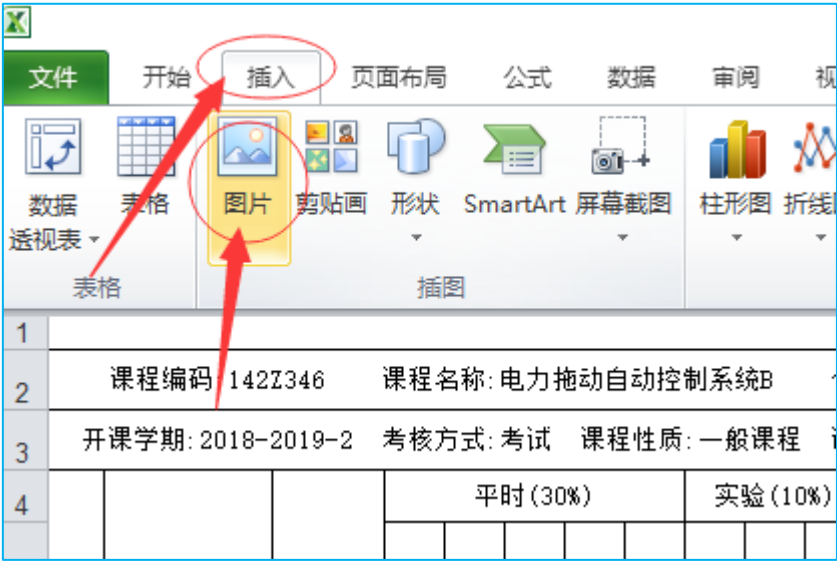 文件 开始 插入 页面布局 公式 数据 审阅 视
数据透视表 表格 图片 剪贴画 形状 SmartArt 屏幕截图 柱形图 折线
表格 插图
1
2 课程编码:142Z346 课程名称:电力拖动自动控制系统B
3 开课学期:2018-2019-2 考核方式:考试 课程性质:一般课程
4 平时(30%) 实验(10%)